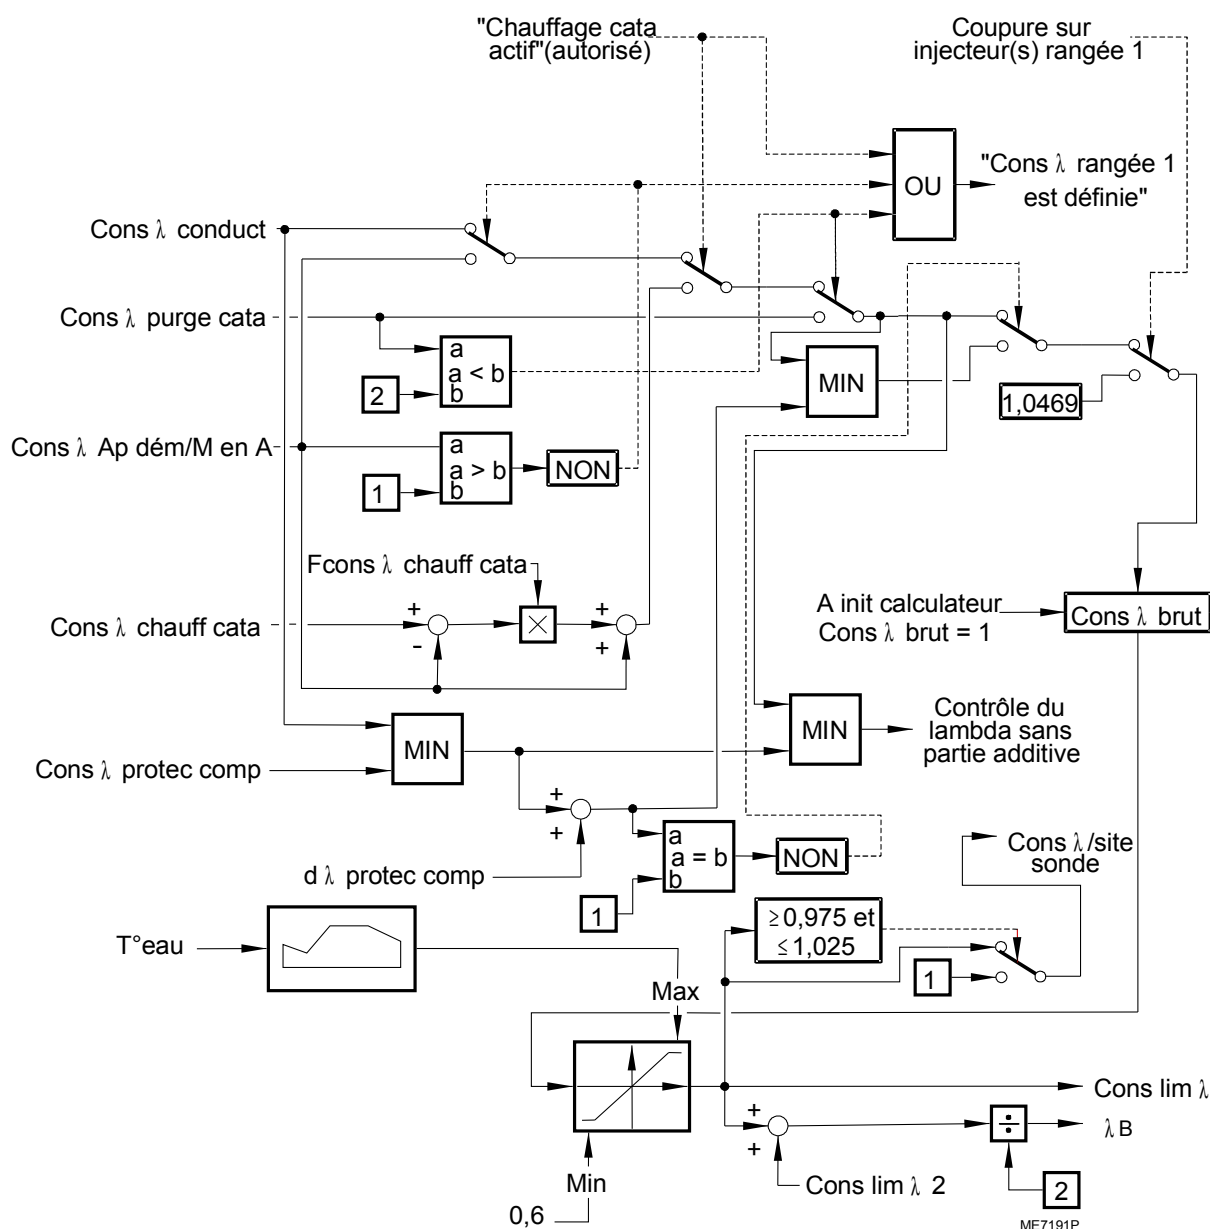 "Chauffage cata
actif"(autorisé)
Coupure sur
injecteur(s) rangée 1
OU
"Cons λ rangée 1
est définie"
Cons λ conduct
Cons λ purge cata
a
a < b
b
2
MIN
1,0469
Cons λ Ap dém/M en A
a
a > b
b
1
NON
Fcons λ chauff cata
Cons λ chauff cata
+
-
×
+
+
A init calculateur
Cons λ brut = 1
Cons λ brut
MIN
Cons λ protec comp
MIN
Contrôle du
lambda sans
partie additive
+
+
d λ protec comp
a
a = b
b
1
NON
Cons λ/site
sonde
T°eau
≥0,975 et
≤1,025
1
Max
Cons lim λ
+
+
÷
λ B
Cons lim λ 2
2
Min
0,6
MF7191P